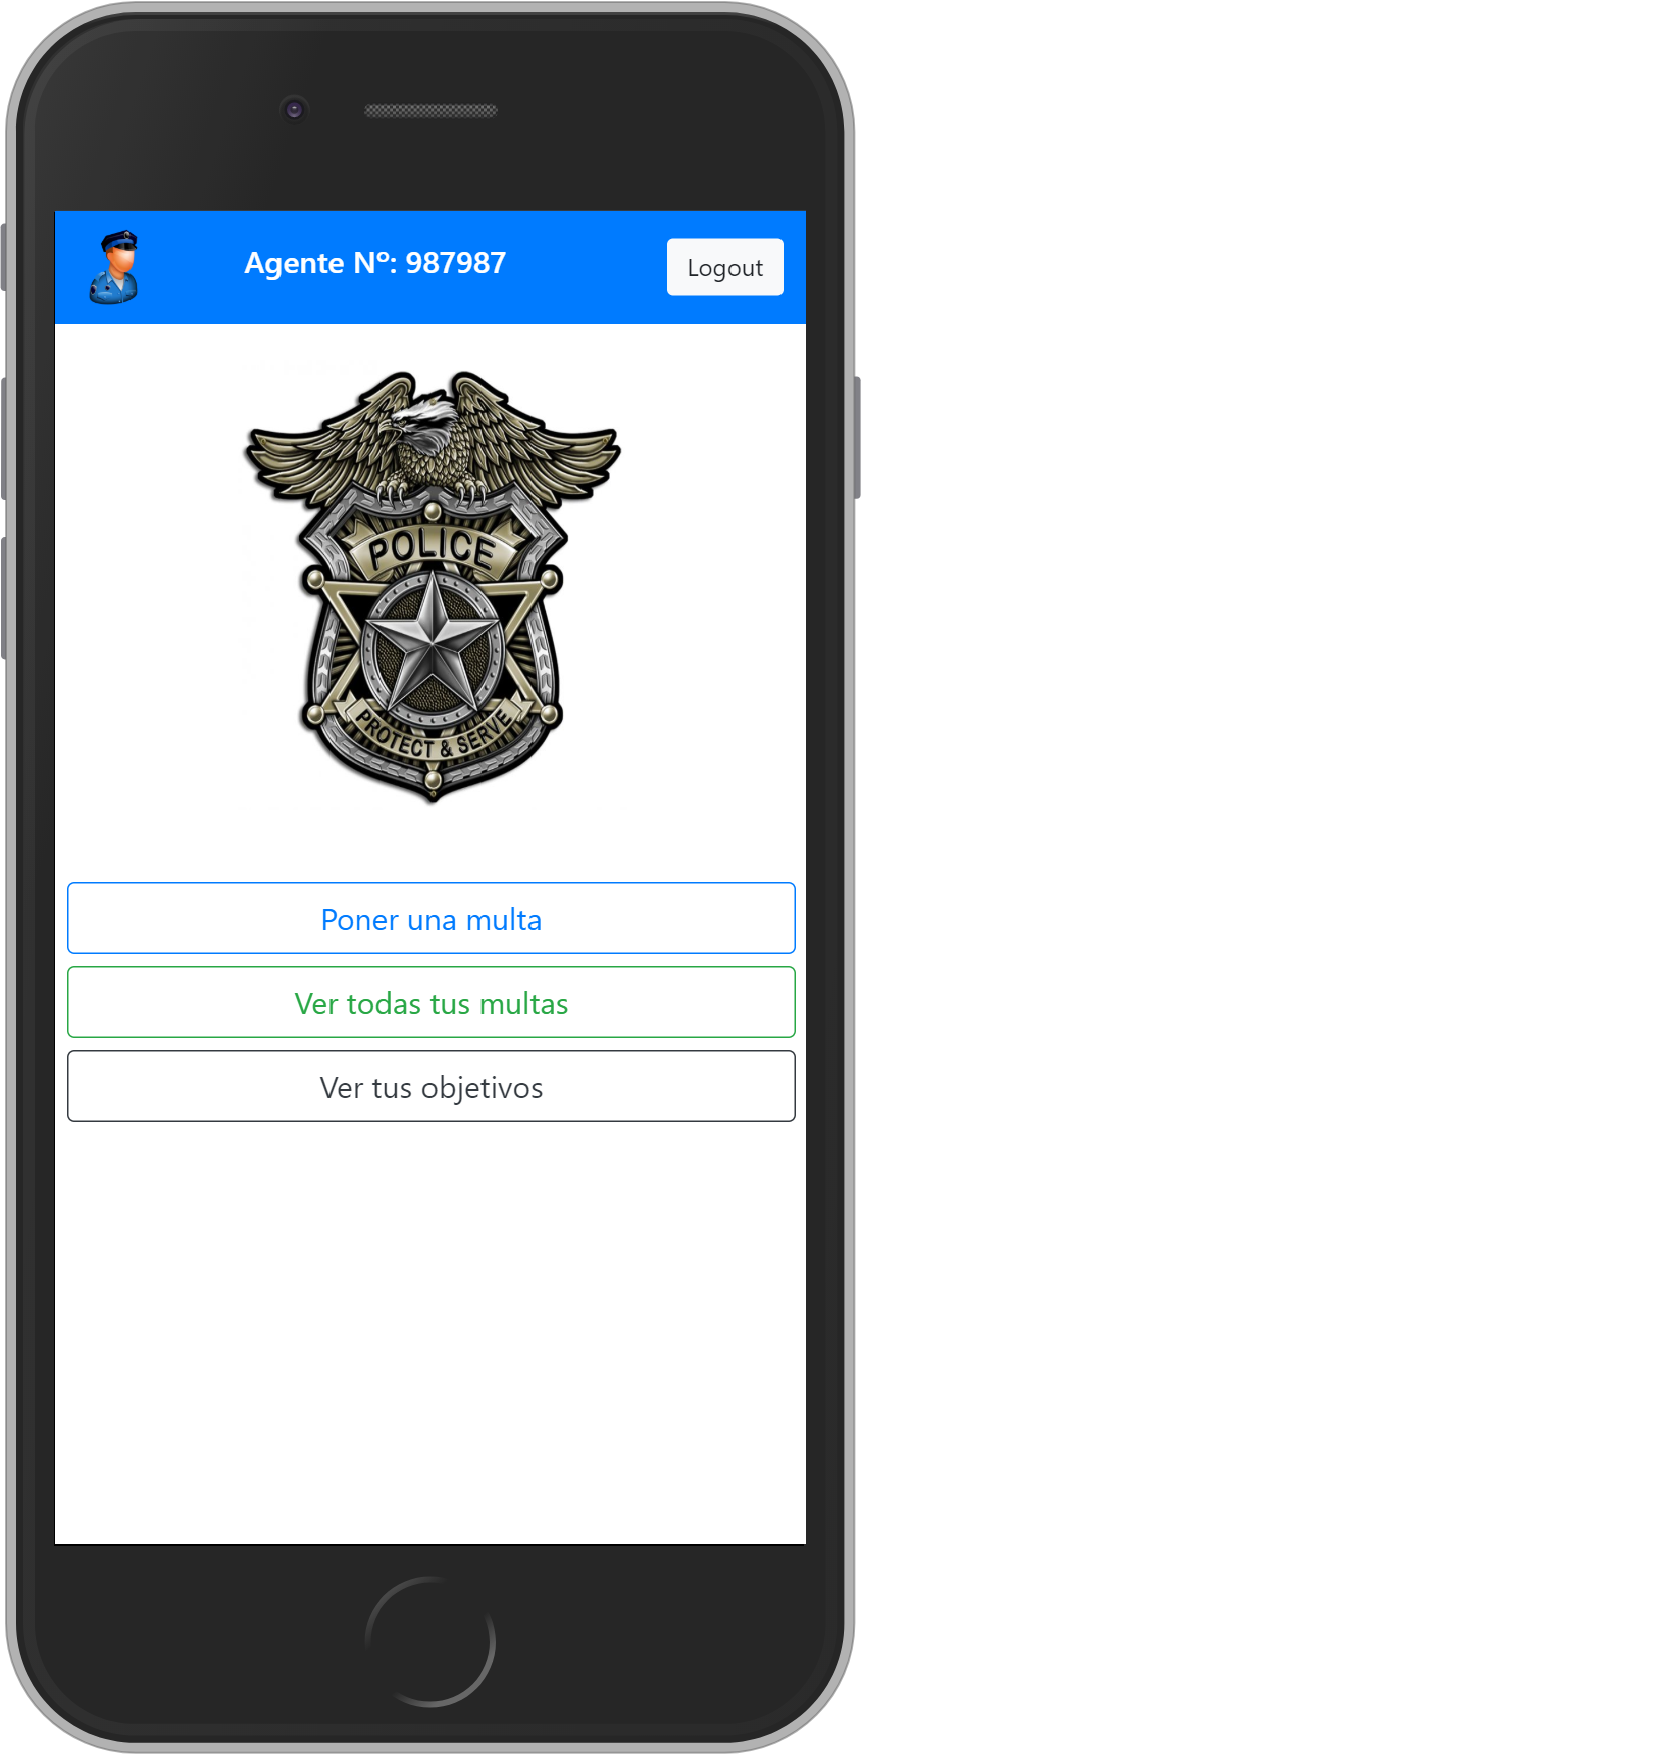 Agente Nº: 987987
Logout
POLICE
PROTECT & SERVE
Poner una multa
Ver todas tus multas
Ver tus objetivos